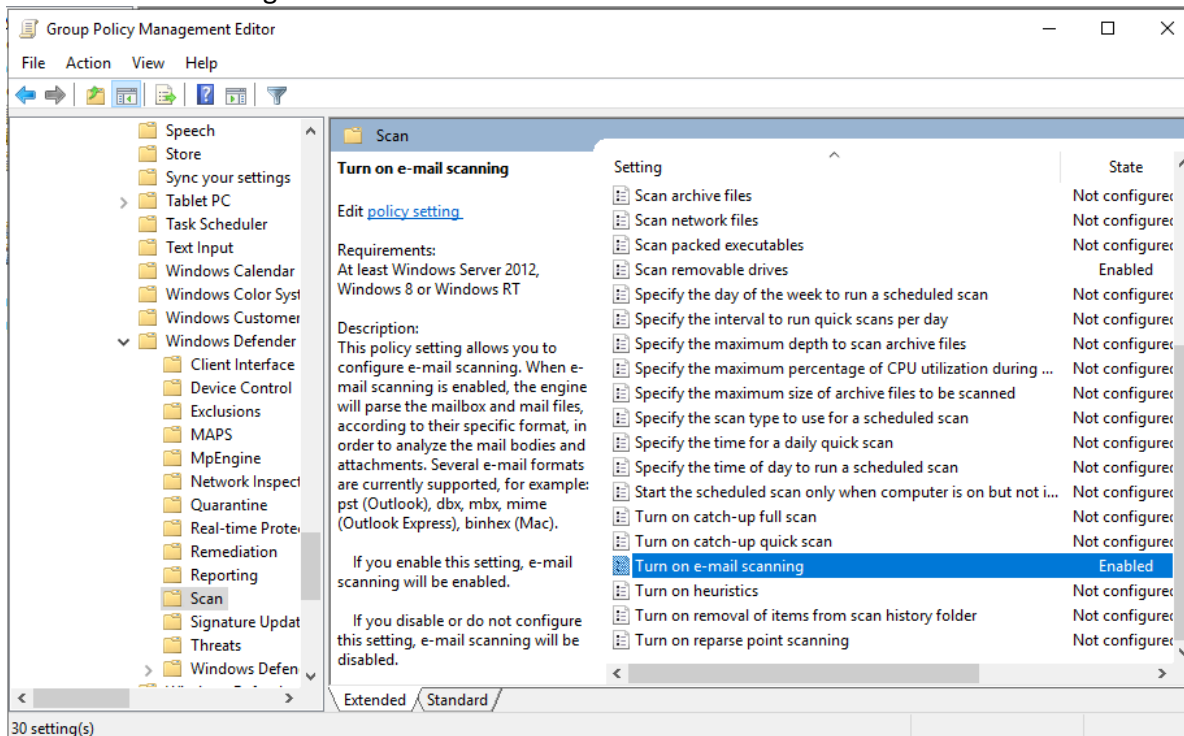 Group Policy Management Editor
File Action View Help
Speech
Store
Sync your settings
Tablet PC
Task Scheduler
Text Input
Windows Calendar
Windows Color Syst
Windows Customer
Windows Defender
Client Interface
Device Control
Exclusions
MAPS
MpEngine
Network Inspect
Quarantine
Real-time Prote
Remediation
Reporting
Scan
Signature Updat
Threats
Windows Defen
Scan
Turn on e-mail scanning
Edit policy setting
Requirements:
At least Windows Server 2012,
Windows 8 or Windows RT
Description:
This policy setting allows you to
configure e-mail scanning. When e-
mail scanning is enabled, the engine
will parse the mailbox and mail files,
according to their specific format, in
order to analyze the mail bodies and
attachments. Several e-mail formats
are currently supported, for example:
pst (Outlook), dbx, mbx, mime
(Outlook Express), binhex (Mac).
If you enable this setting, e-mail
scanning will be enabled.
If you disable or do not configure
this setting, e-mail scanning will be
disabled.
Setting State
Scan archive files Not configured
Scan network files Not configured
Scan packed executables Not configured
Scan removable drives Enabled
Specify the day of the week to run a scheduled scan Not configured
Specify the interval to run quick scans per day Not configured
Specify the maximum depth to scan archive files Not configured
Specify the maximum percentage of CPU utilization during ... Not configured
Specify the maximum size of archive files to be scanned Not configured
Specify the scan type to use for a scheduled scan Not configured
Specify the time for a daily quick scan Not configured
Specify the time of day to run a scheduled scan Not configured
Start the scheduled scan only when computer is on but not i... Not configured
Turn on catch-up full scan Not configured
Turn on catch-up quick scan Not configured
Turn on e-mail scanning Enabled
Turn on heuristics Not configured
Turn on removal of items from scan history folder Not configured
Turn on reparse point scanning Not configured
Extended Standard
30 setting(s)